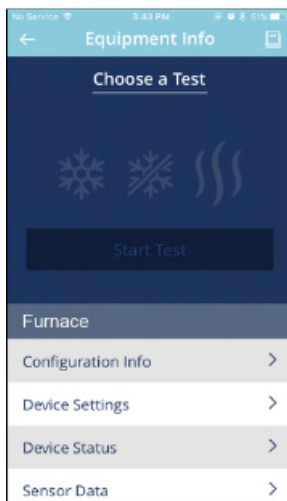 No Service 3:43 PM 61%
Equipment Info
Choose a Test
Start Test
Furnace
Configuration Info
Device Settings
Device Status
Sensor Data